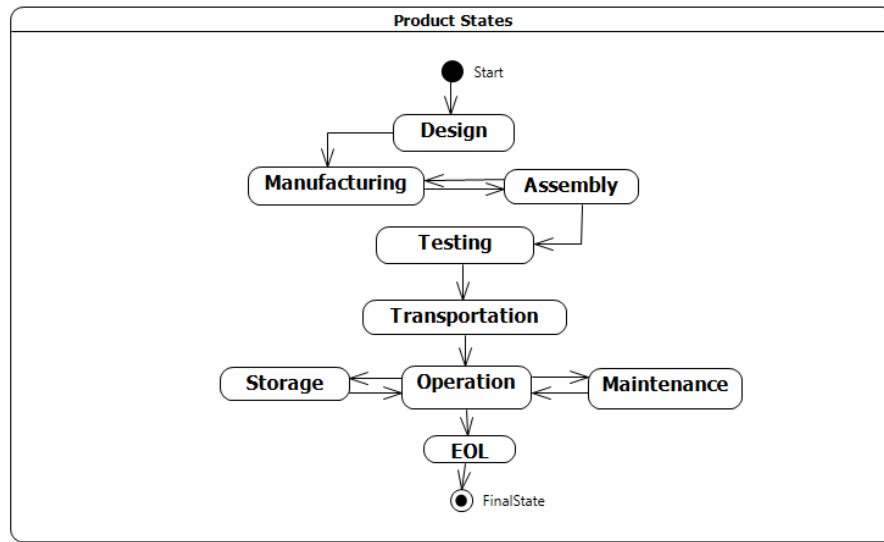 Product States
Start
Design
Manufacturing
Assembly
Testing
Transportation
Storage
Operation
Maintenance
EOL
FinalState